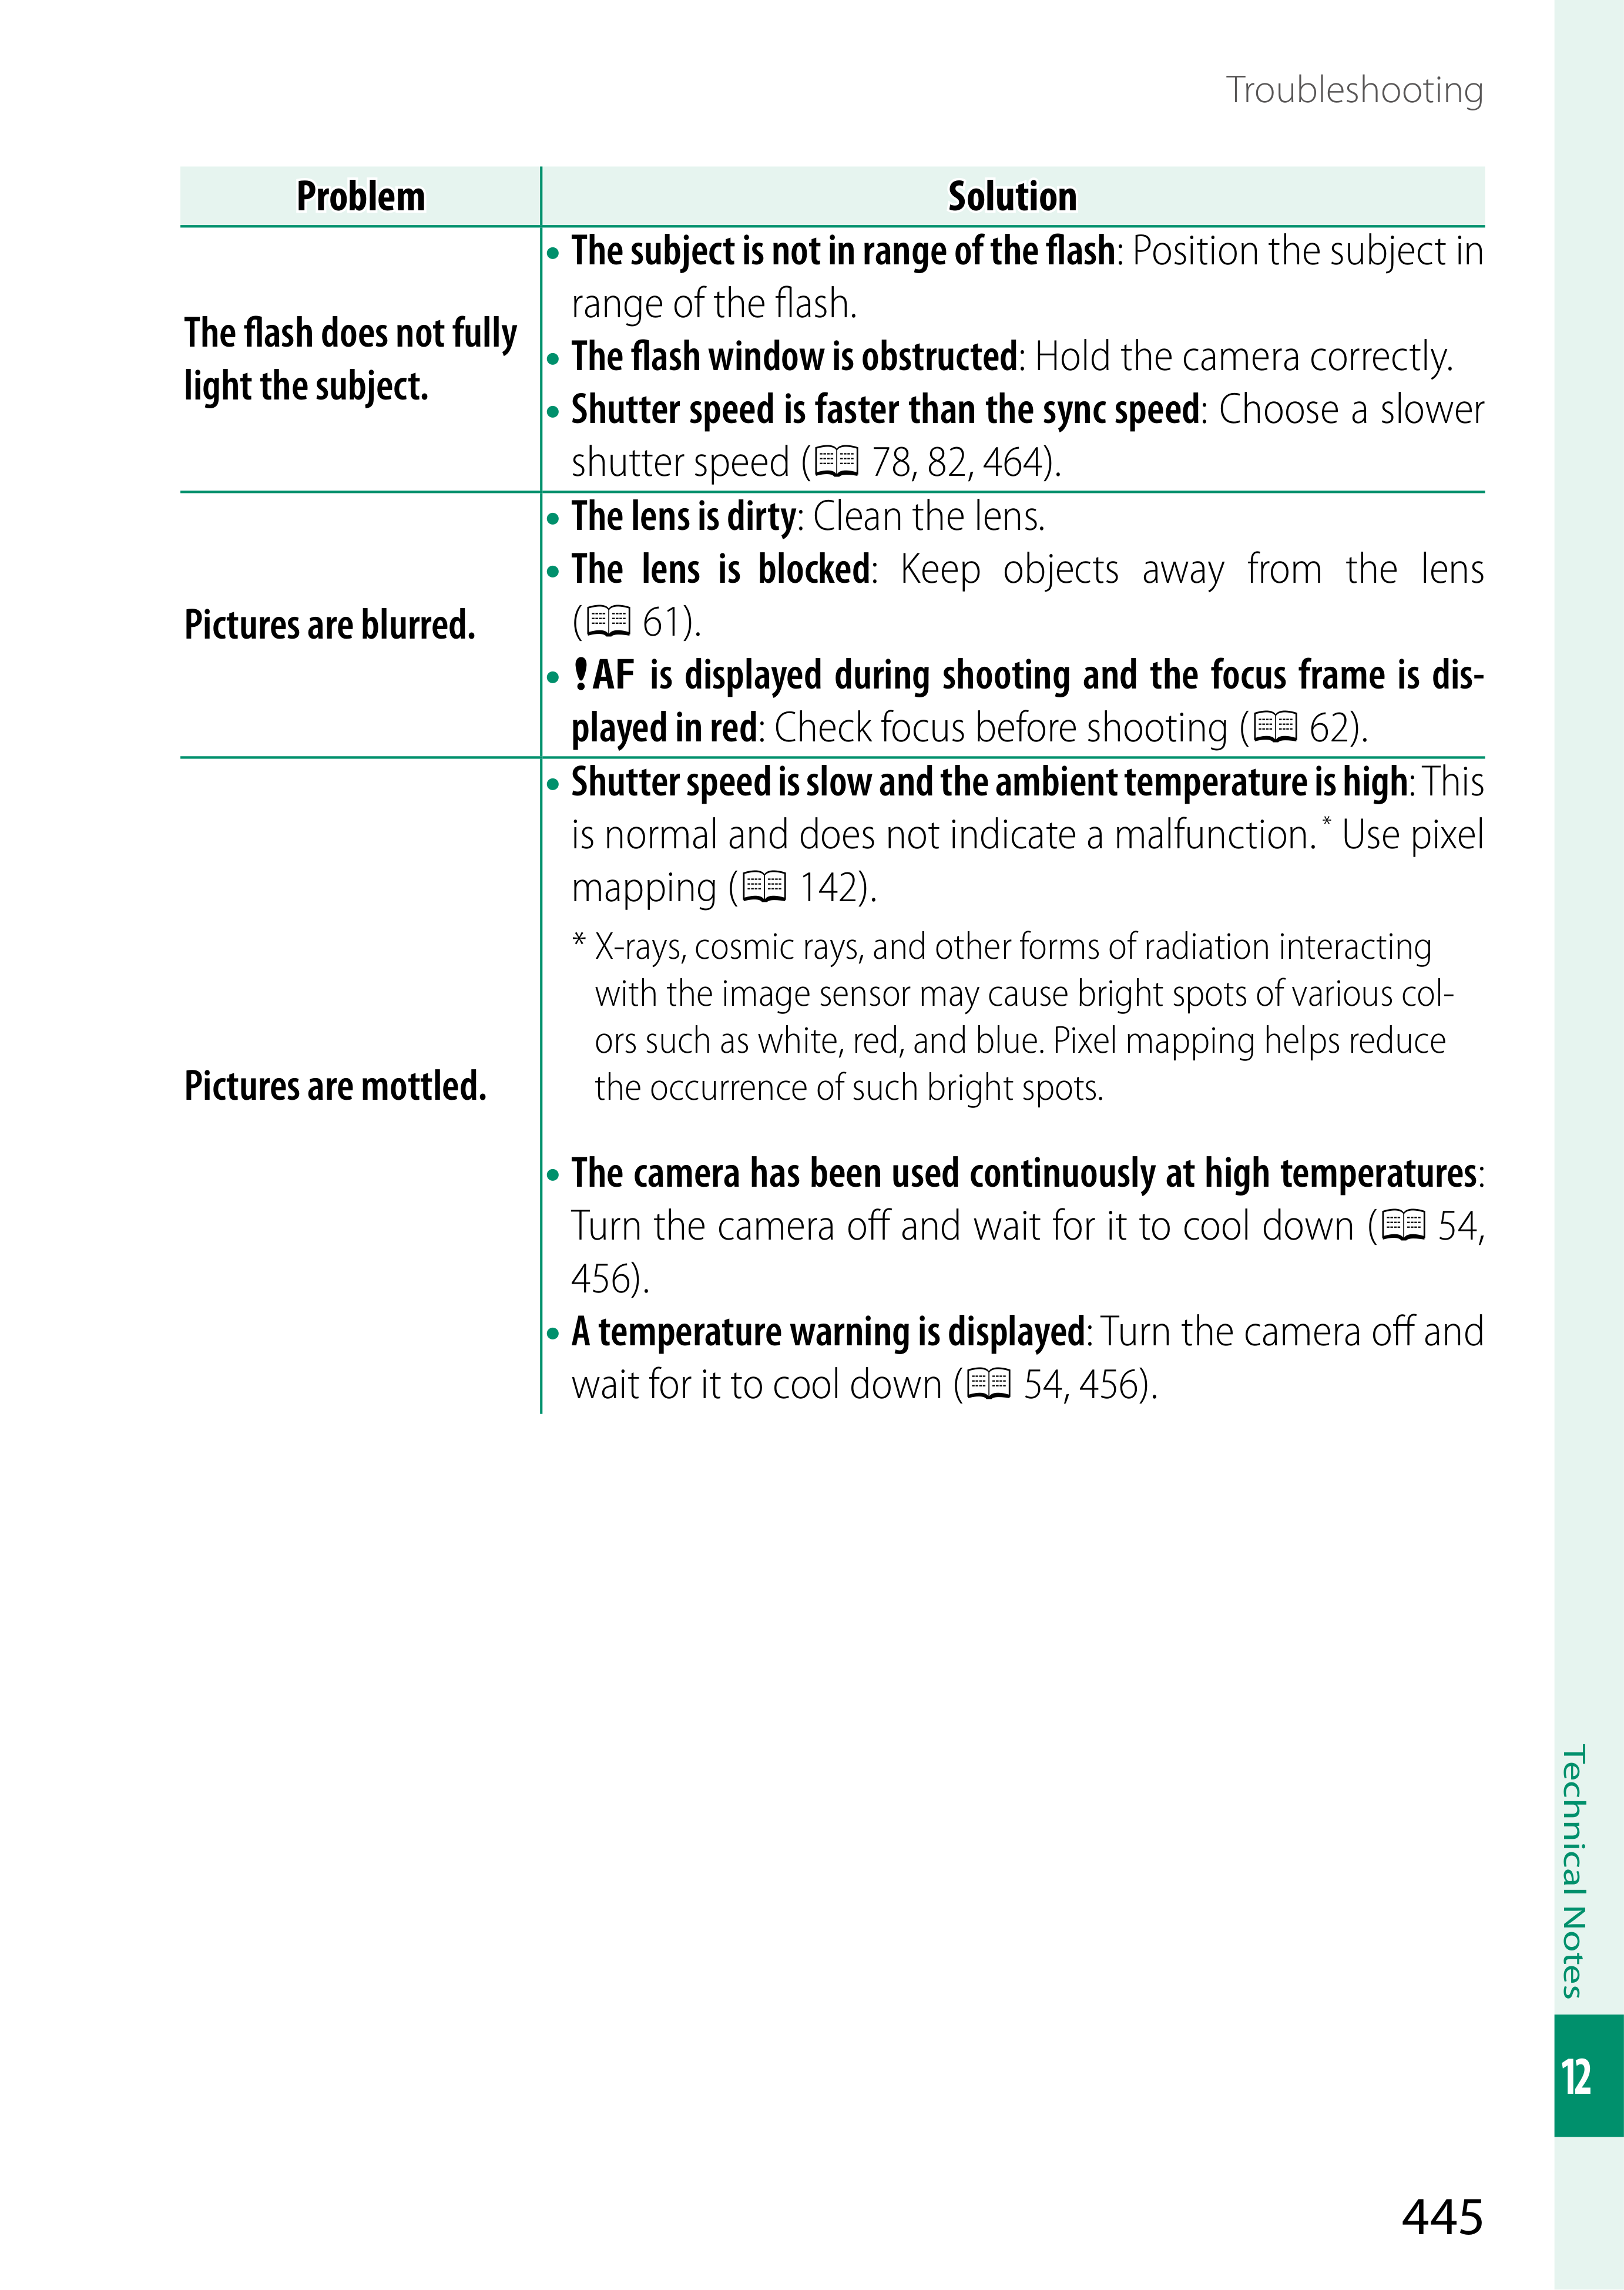 Troubleshooting
Problem
Solution
The flash does not fully
light the subject.
• The subject is not in range of the flash: Position the subject in
range of the flash.
• The flash window is obstructed: Hold the camera correctly.
• Shutter speed is faster than the sync speed: Choose a slower
shutter speed (📖 78, 82, 464).
Pictures are blurred.
• The lens is dirty: Clean the lens.
• The lens is blocked: Keep objects away from the lens
(📖 61).
• !AF is displayed during shooting and the focus frame is dis-
played in red: Check focus before shooting (📖 62).
Pictures are mottled.
• Shutter speed is slow and the ambient temperature is high: This
is normal and does not indicate a malfunction.* Use pixel
mapping (📖 142).
* X-rays, cosmic rays, and other forms of radiation interacting
with the image sensor may cause bright spots of various col-
ors such as white, red, and blue. Pixel mapping helps reduce
the occurrence of such bright spots.
• The camera has been used continuously at high temperatures:
Turn the camera off and wait for it to cool down (📖 54,
456).
• A temperature warning is displayed: Turn the camera off and
wait for it to cool down (📖 54, 456).
Technical Notes
12
445